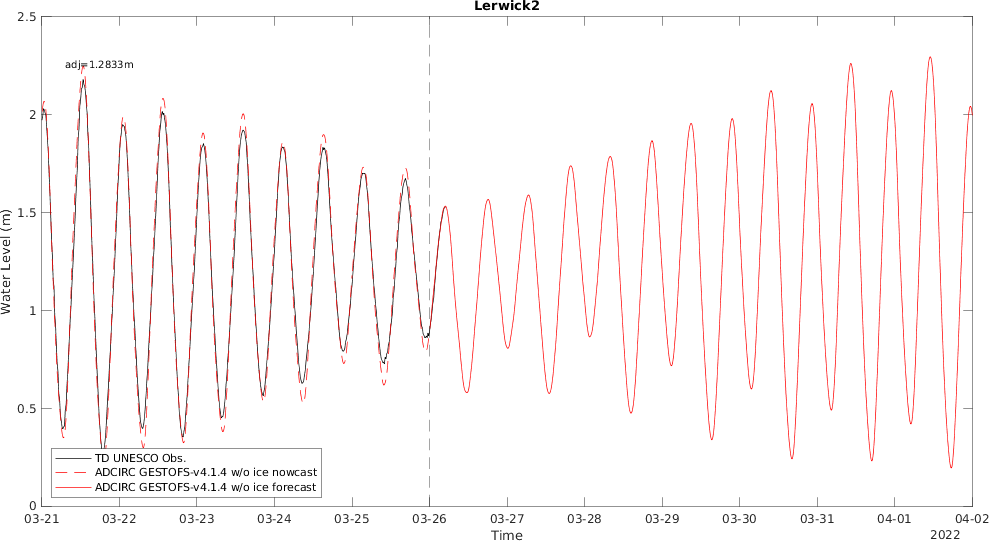 Lerwick2
adj=1.2833m
2.5
2
1.5
1
0.5
0
Water Level (m)
TD UNESCO Obs.
ADCIRC GESTOFS-v4.1.4 w/o ice nowcast
ADCIRC GESTOFS-v4.1.4 w/o ice forecast
03-21 03-22 03-23 03-24 03-25 03-26 03-27 03-28 03-29 03-30 03-31 04-01 04-02
Time
2022